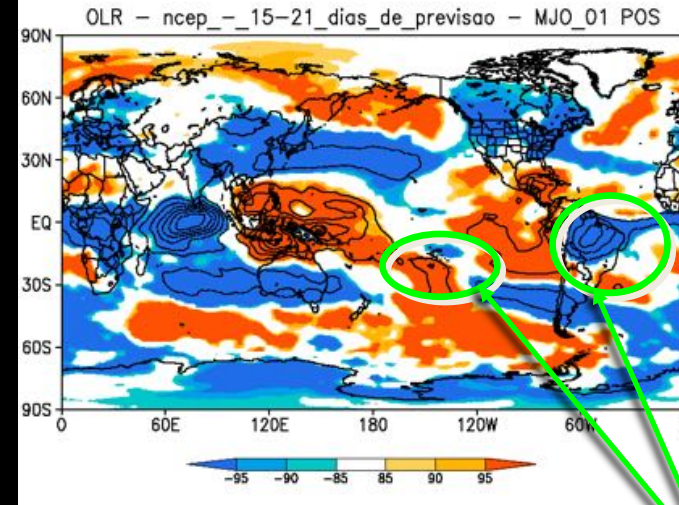 OLR – ncep_–_15–21_dias_de_previsao – MJO_01 POS
90N
60N
30N
EQ
30S
60S
90S
0 60E 120E 180 120W 60W
-95 -90 -85 85 90 95